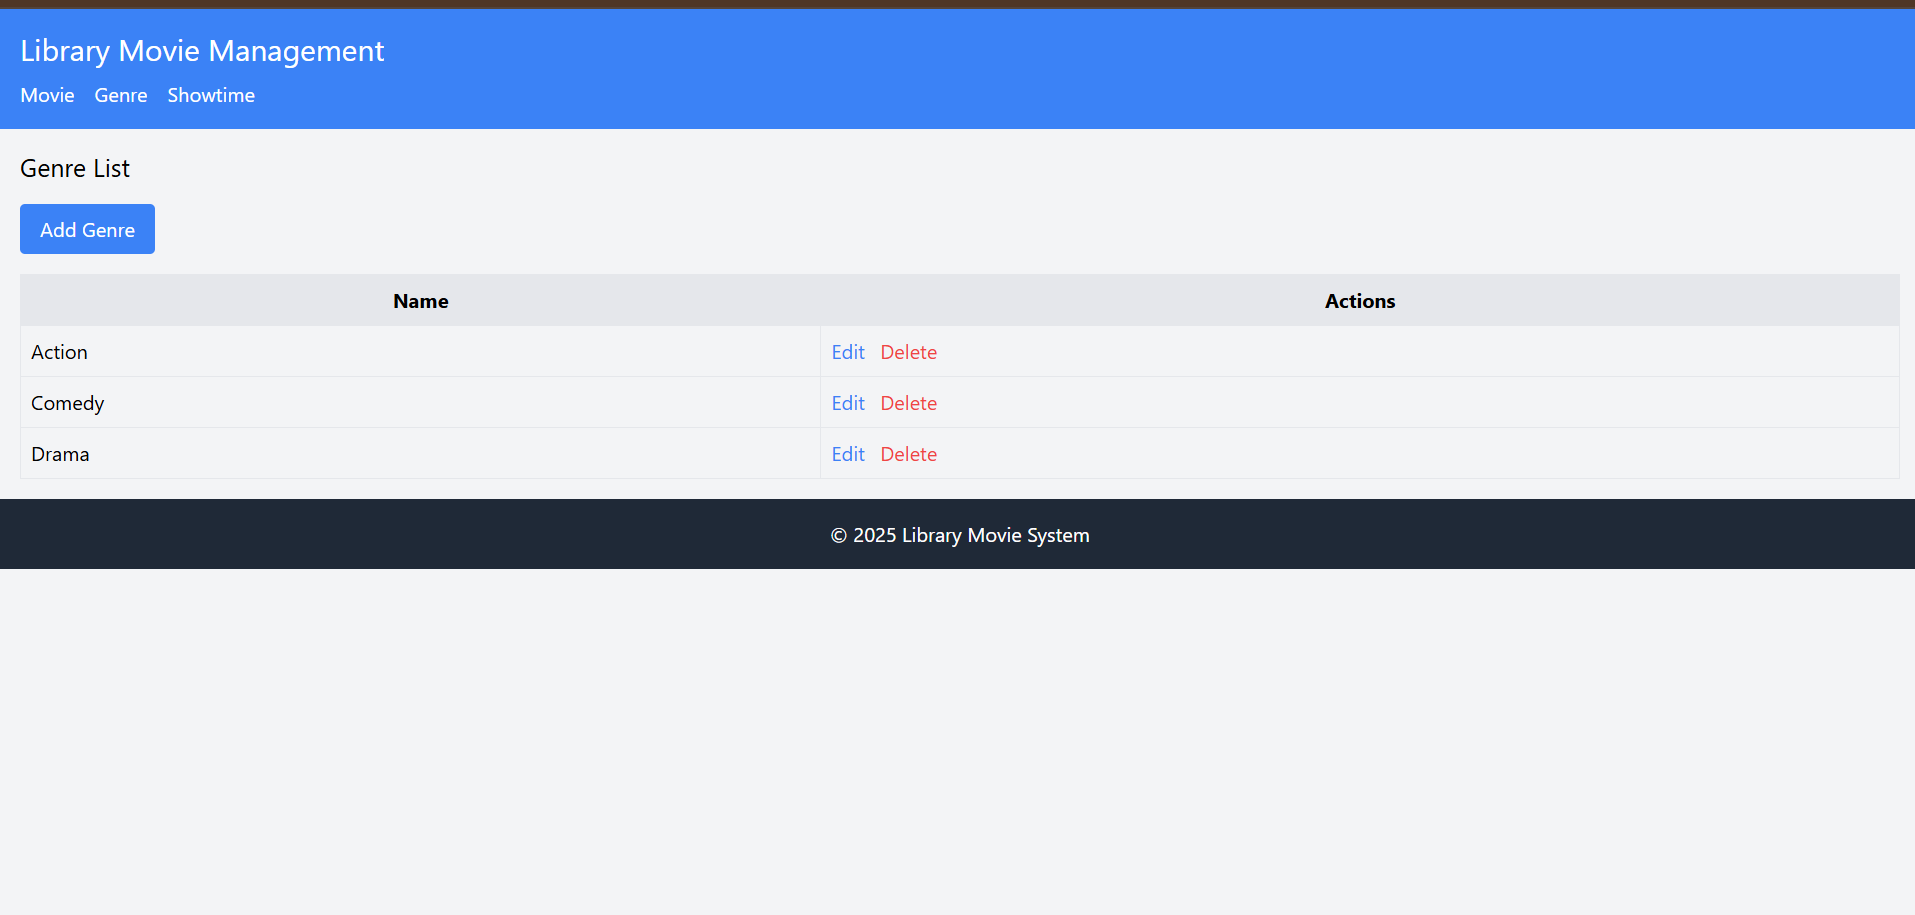 Library Movie Management
Movie Genre Showtime
Genre List
Add Genre
Name Actions
Action Edit Delete
Comedy Edit Delete
Drama Edit Delete
© 2025 Library Movie System